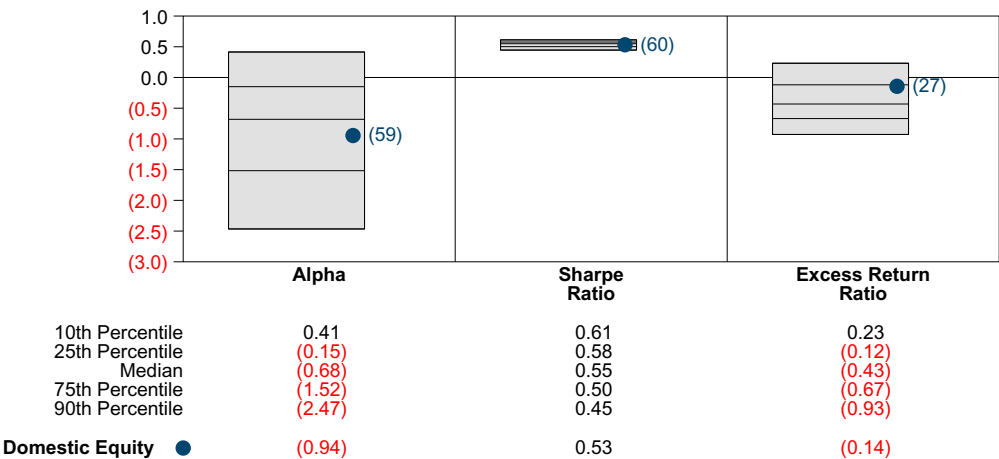 1.0
0.5
0.0
(0.5)
(1.0)
(1.5)
(2.0)
(2.5)
(3.0)
(59)
(60)
(27)
Alpha Sharpe Excess Return
Ratio Ratio
10th Percentile 0.41 0.61 0.23
25th Percentile (0.15) 0.58 (0.12)
Median (0.68) 0.55 (0.43)
75th Percentile (1.52) 0.50 (0.67)
90th Percentile (2.47) 0.45 (0.93)
Domestic Equity (0.94) 0.53 (0.14)